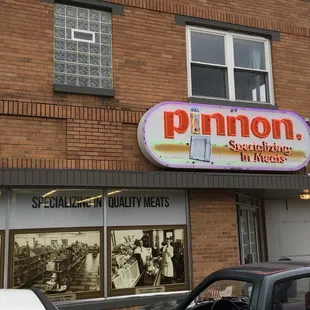 pinnon.
Specializing
In Meats
SPECIALIZING IN QUALITY MEATS